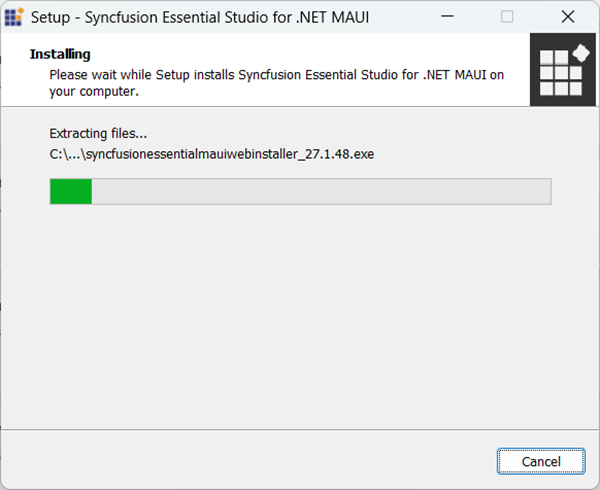 Setup - Syncfusion Essential Studio for .NET MAUI
Installing
Please wait while Setup installs Syncfusion Essential Studio for .NET MAUI on
your computer.
Extracting files...
C:\...\syncfusionessentialmauiwebinstaller_27.1.48.exe
Cancel